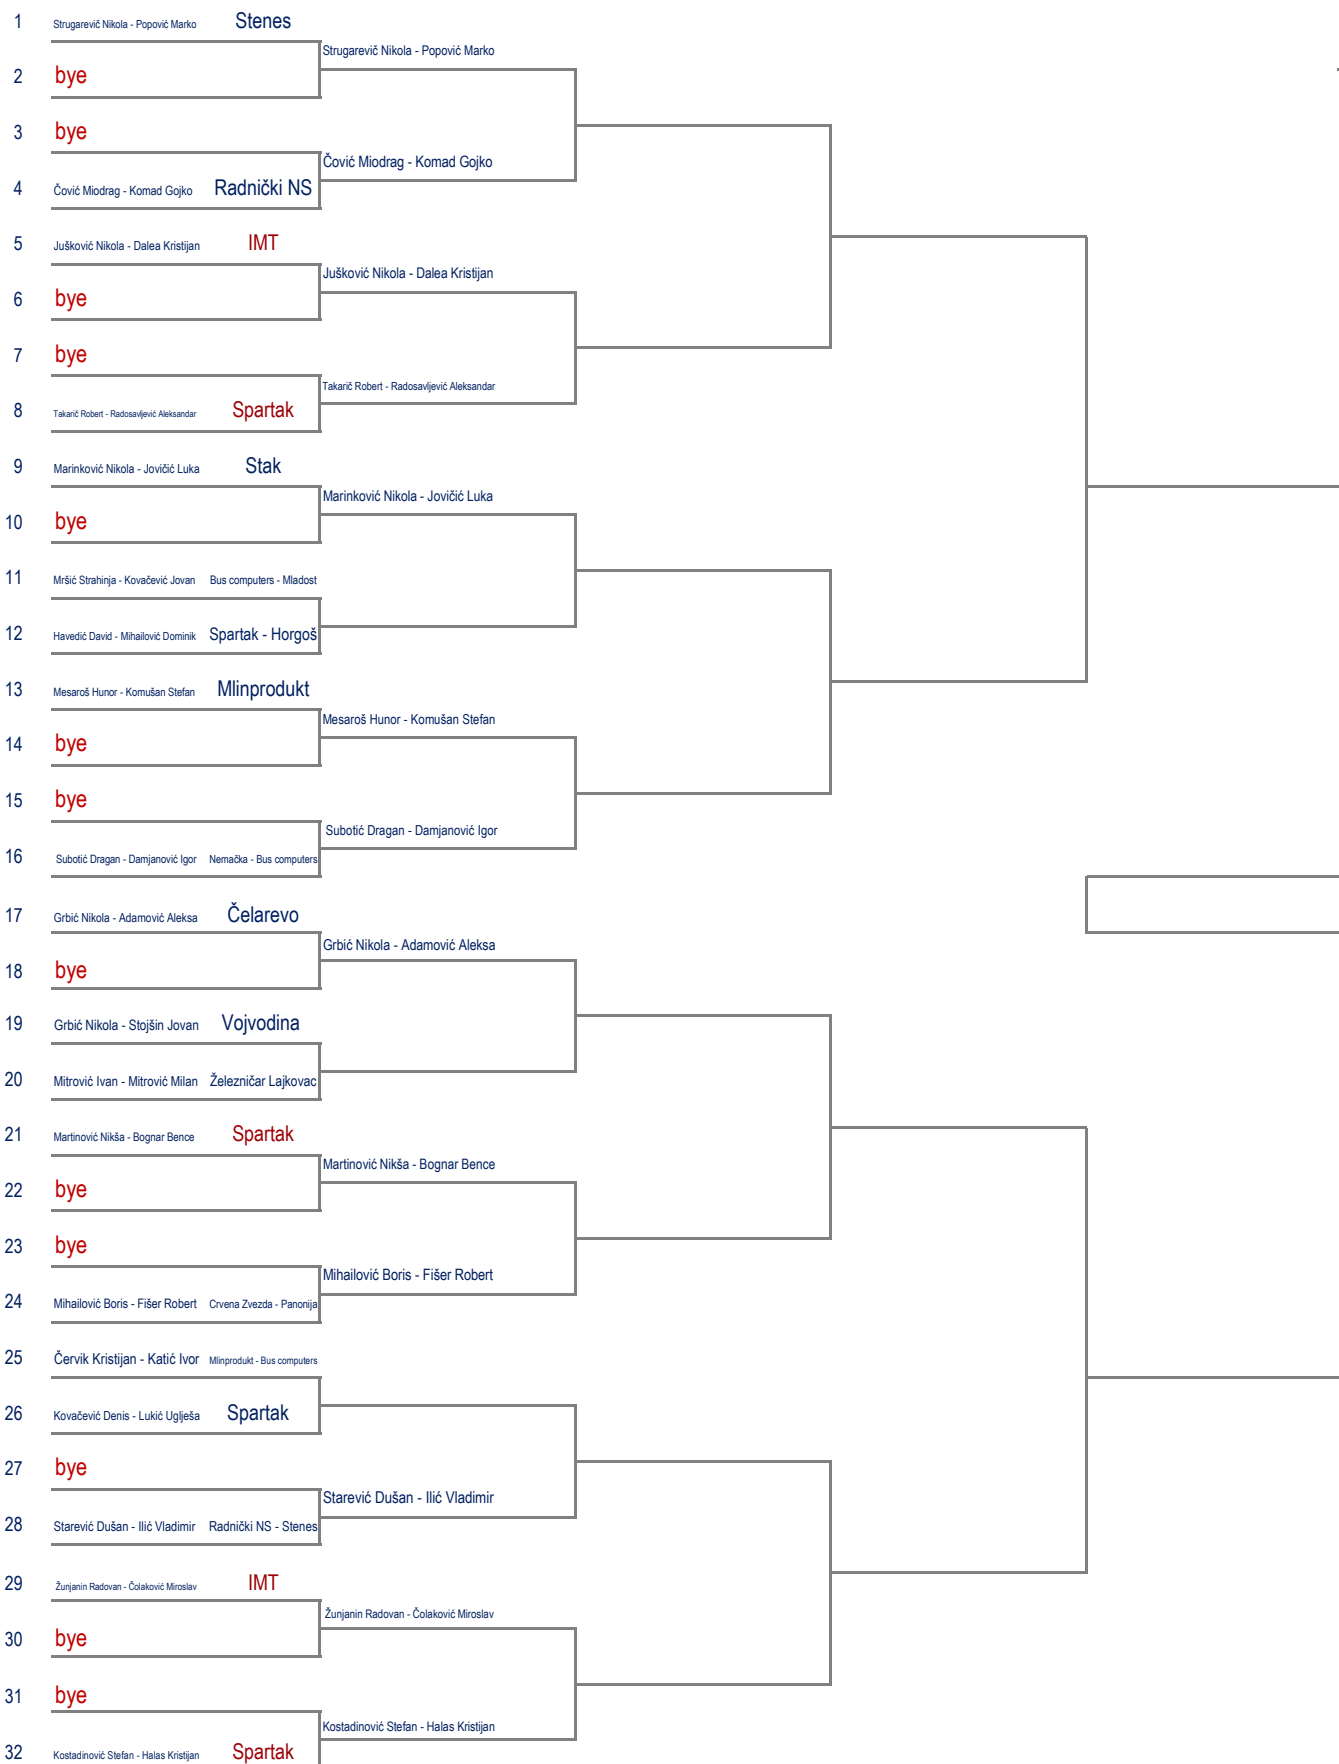 1 Strugarevič Nikola - Popović Marko Stenes
Strugarevič Nikola - Popović Marko
2 bye
3 bye
Čović Miodrag - Komad Gojko
4 Čović Miodrag - Komad Gojko Radnički NS
5 Jušković Nikola - Dalea Kristijan IMT
Jušković Nikola - Dalea Kristijan
6 bye
7 bye
Takarič Robert - Radosavljević Aleksandar
8 Takarič Robert - Radosavljević Aleksandar Spartak
9 Marinković Nikola - Jovičić Luka Stak
Marinković Nikola - Jovičić Luka
10 bye
11 Mršić Strahinja - Kovačević Jovan Bus computers - Mladost
12 Havedić David - Mihailović Dominik Spartak - Horgoš
13 Mesaroš Hunor - Komušan Stefan Mlinprodukt
Mesaroš Hunor - Komušan Stefan
14 bye
15 bye
Subotić Dragan - Damjanović Igor
16 Subotić Dragan - Damjanović Igor Nemačka - Bus computers
17 Grbić Nikola - Adamović Aleksa Čelarevo
Grbić Nikola - Adamović Aleksa
18 bye
19 Grbić Nikola - Stojšin Jovan Vojvodina
20 Mitrović Ivan - Mitrović Milan Železničar Lajkovac
21 Martinović Nikša - Bognar Bence Spartak
Martinović Nikša - Bognar Bence
22 bye
23 bye
Mihailović Boris - Fišer Robert
24 Mihailović Boris - Fišer Robert Crvena Zvezda - Panonija
25 Červik Kristijan - Katić Ivor Mlinprodukt - Bus computers
26 Kovačević Denis - Lukić Uglješa Spartak
27 bye
Starević Dušan - Ilić Vladimir
28 Starević Dušan - Ilić Vladimir Radnički NS - Stenes
29 Žunjanin Radovan - Čolaković Miroslav IMT
Žunjanin Radovan - Čolaković Miroslav
30 bye
31 bye
Kostadinović Stefan - Halas Kristijan
32 Kostadinović Stefan - Halas Kristijan Spartak